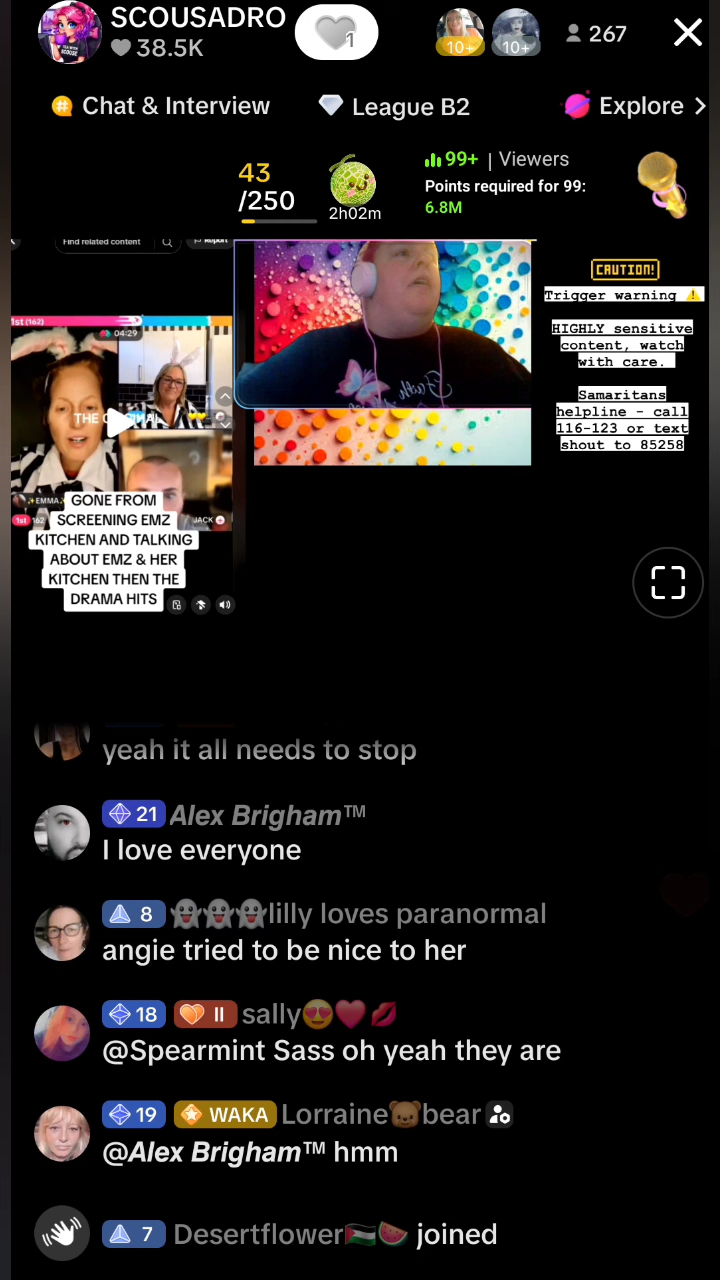 SCOUSADRO
38.5K
1
10+
10+
267
Chat & Interview
League B2
Explore
43
/250
2h02m
99+ | Viewers
Points required for 99:
6.8M
Find related content
Report
1st (162)
04:29
THE ORIGINAL
EMMA
1st 162
JACK
GONE FROM
SCREENING EMZ
KITCHEN AND TALKING
ABOUT EMZ & HER
KITCHEN THEN THE
DRAMA HITS
Faith
CAUTION!
Trigger warning ⚠️
HIGHLY sensitive
content, watch
with care.
Samaritans
helpline - call
116-123 or text
shout to 85258
yeah it all needs to stop
21 Alex Brigham™
I love everyone
8 👻👻👻lilly loves paranormal
angie tried to be nice to her
18 II sally😍❤️💋
@Spearmint Sass oh yeah they are
19 WAKA Lorraine🐻bear
@Alex Brigham™ hmm
7 Desertflower🇵🇸🍉 joined